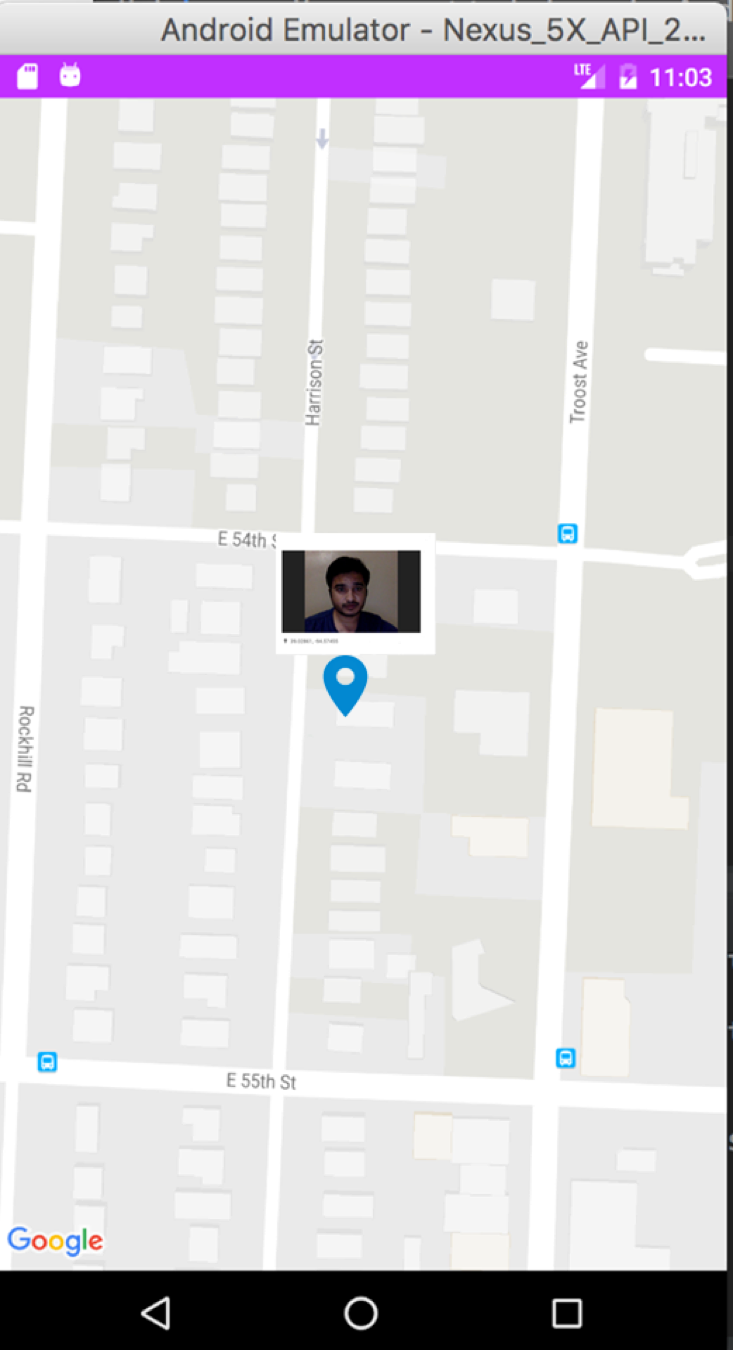 Android Emulator - Nexus_5X_API_2...
LTE 11:03
Harrison St
Troost Ave
E 54th S
Rockhill Rd
E 55th St
Google